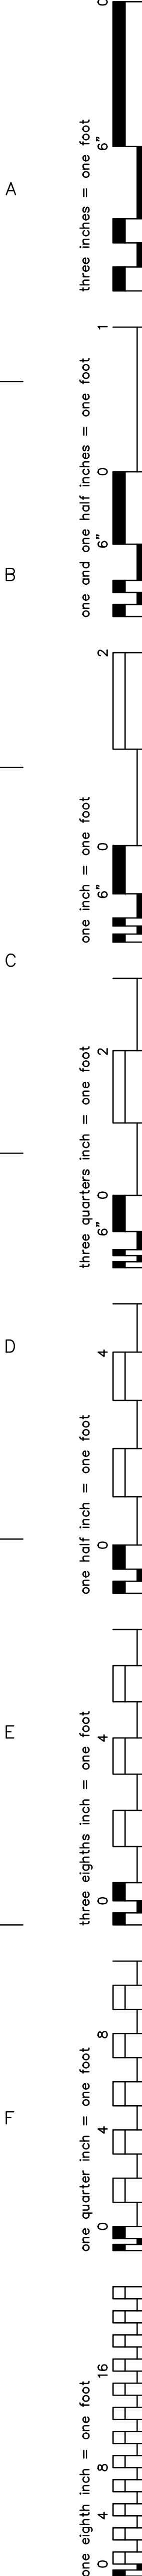 A
three inches = one foot
6"
0
B
one and one half inches = one foot
6"
0
1
C
one inch = one foot
6"
0
2
three quarters inch = one foot
6"
0
2
D
one half inch = one foot
0
4
E
three eighths inch = one foot
0
4
F
one quarter inch = one foot
0
4
8
one eighth inch = one foot
0
4
8
16